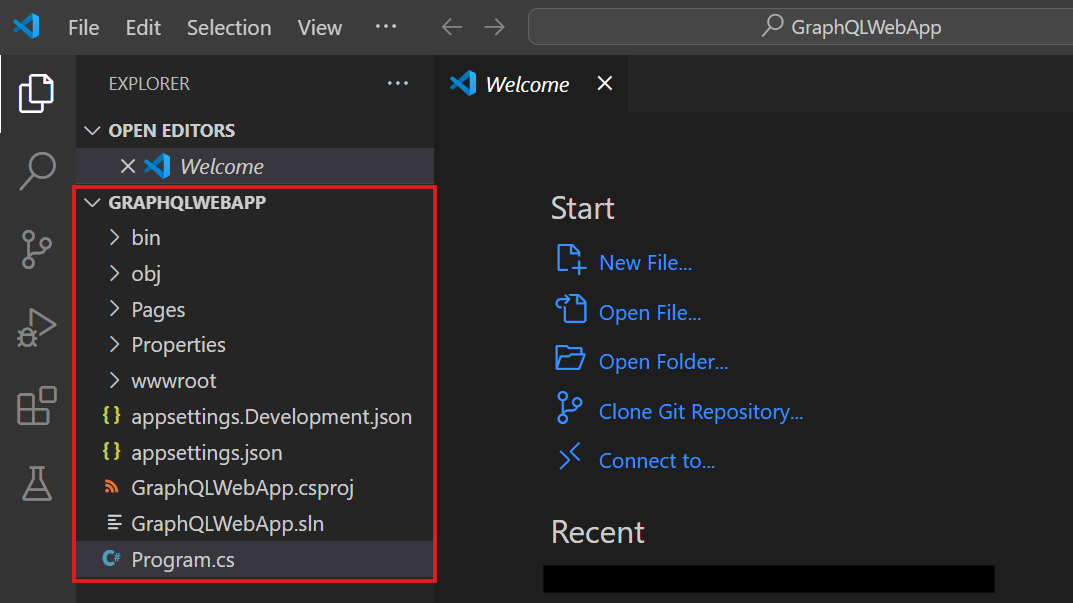 File Edit Selection View ···
GraphQLWebApp
EXPLORER ···
OPEN EDITORS
Welcome
GRAPHQLWEBAPP
bin
obj
Pages
Properties
wwwroot
{} appsettings.Development.json
{} appsettings.json
GraphQLWebApp.csproj
GraphQLWebApp.sln
C# Program.cs
Welcome
Start
New File...
Open File...
Open Folder...
Clone Git Repository...
Connect to...
Recent